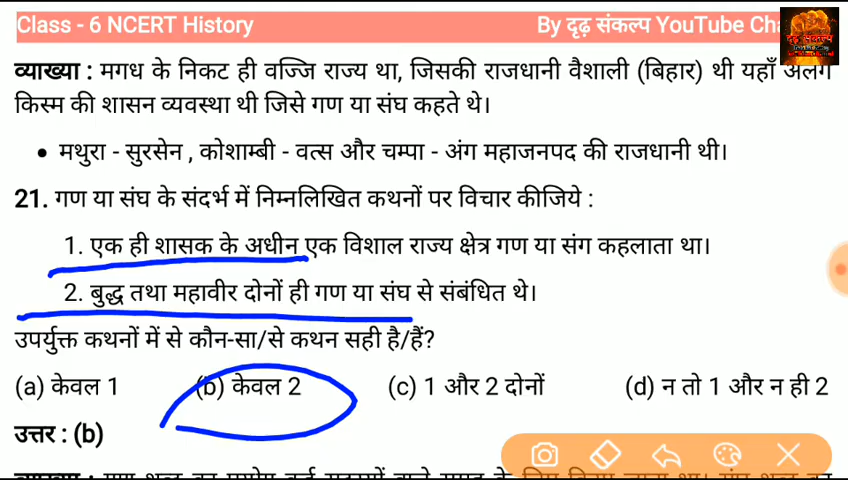 Class - 6 NCERT History
By दृढ़ संकल्प YouTube Cha
दृढ़ संकल्प
व्याख्या : मगध के निकट ही वज्जि राज्य था, जिसकी राजधानी वैशाली (बिहार) थी यहाँ अलग
किस्म की शासन व्यवस्था थी जिसे गण या संघ कहते थे।
• मथुरा - सुरसेन , कोशाम्बी - वत्स और चम्पा - अंग महाजनपद की राजधानी थी।
21. गण या संघ के संदर्भ में निम्नलिखित कथनों पर विचार कीजिये :
1. एक ही शासक के अधीन एक विशाल राज्य क्षेत्र गण या संग कहलाता था।
2. बुद्ध तथा महावीर दोनों ही गण या संघ से संबंधित थे।
उपर्युक्त कथनों में से कौन-सा/से कथन सही है/हैं?
(a) केवल 1 (b) केवल 2 (c) 1 और 2 दोनों (d) न तो 1 और न ही 2
उत्तर : (b)